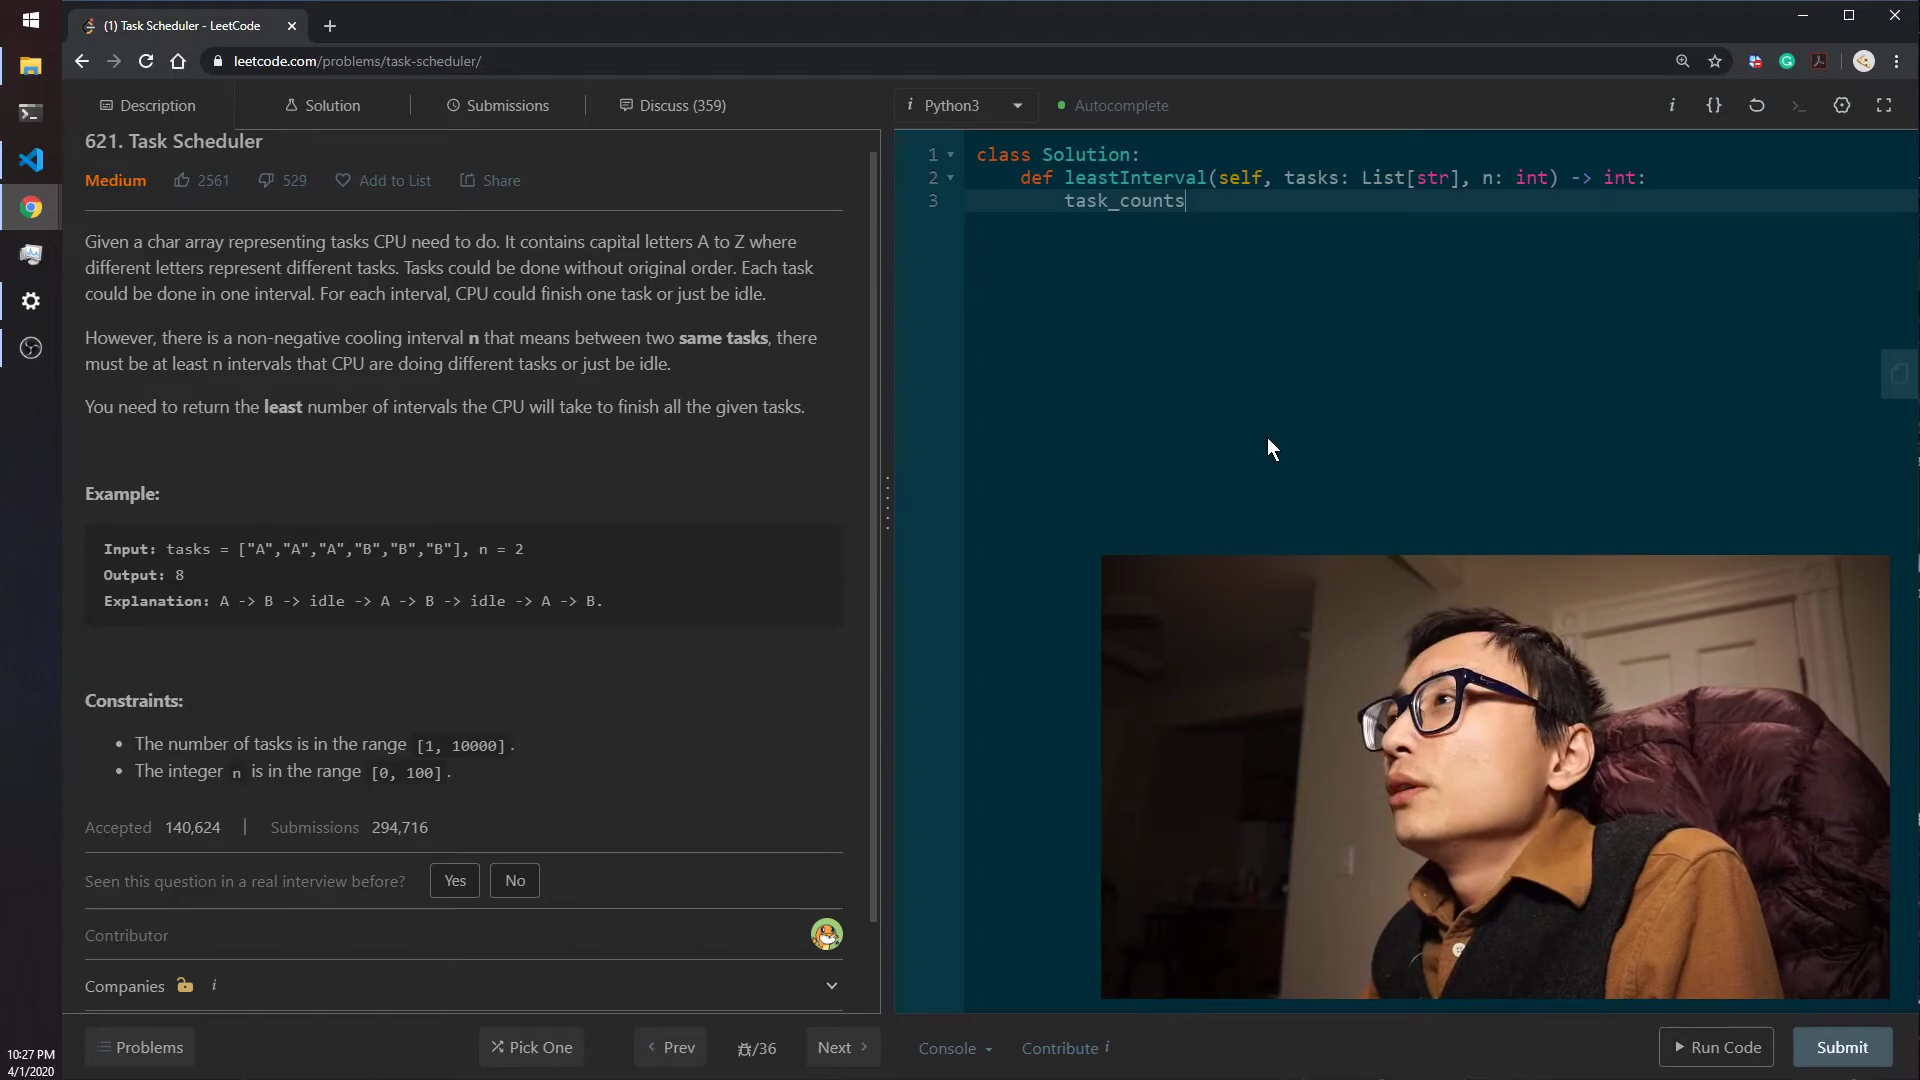 (1) Task Scheduler - LeetCode
leetcode.com/problems/task-scheduler/
Description
Solution
Submissions
Discuss (359)
621. Task Scheduler
Medium
2561
529
Add to List
Share
Given a char array representing tasks CPU need to do. It contains capital letters A to Z where
different letters represent different tasks. Tasks could be done without original order. Each task
could be done in one interval. For each interval, CPU could finish one task or just be idle.
However, there is a non-negative cooling interval n that means between two same tasks, there
must be at least n intervals that CPU are doing different tasks or just be idle.
You need to return the least number of intervals the CPU will take to finish all the given tasks.
Example:
Input: tasks = ["A","A","A","B","B","B"], n = 2
Output: 8
Explanation: A -> B -> idle -> A -> B -> idle -> A -> B.
Constraints:
• The number of tasks is in the range [1, 10000].
• The integer n is in the range [0, 100].
Accepted 140,624 | Submissions 294,716
Seen this question in a real interview before? Yes No
Contributor
Companies i
Problems
Pick One
< Prev
/36
Next >
i Python3
Autocomplete
i {}
1 class Solution:
2 def leastInterval(self, tasks: List[str], n: int) -> int:
3 task_counts
Console
Contribute i
Run Code
Submit
10:27 PM
4/1/2020